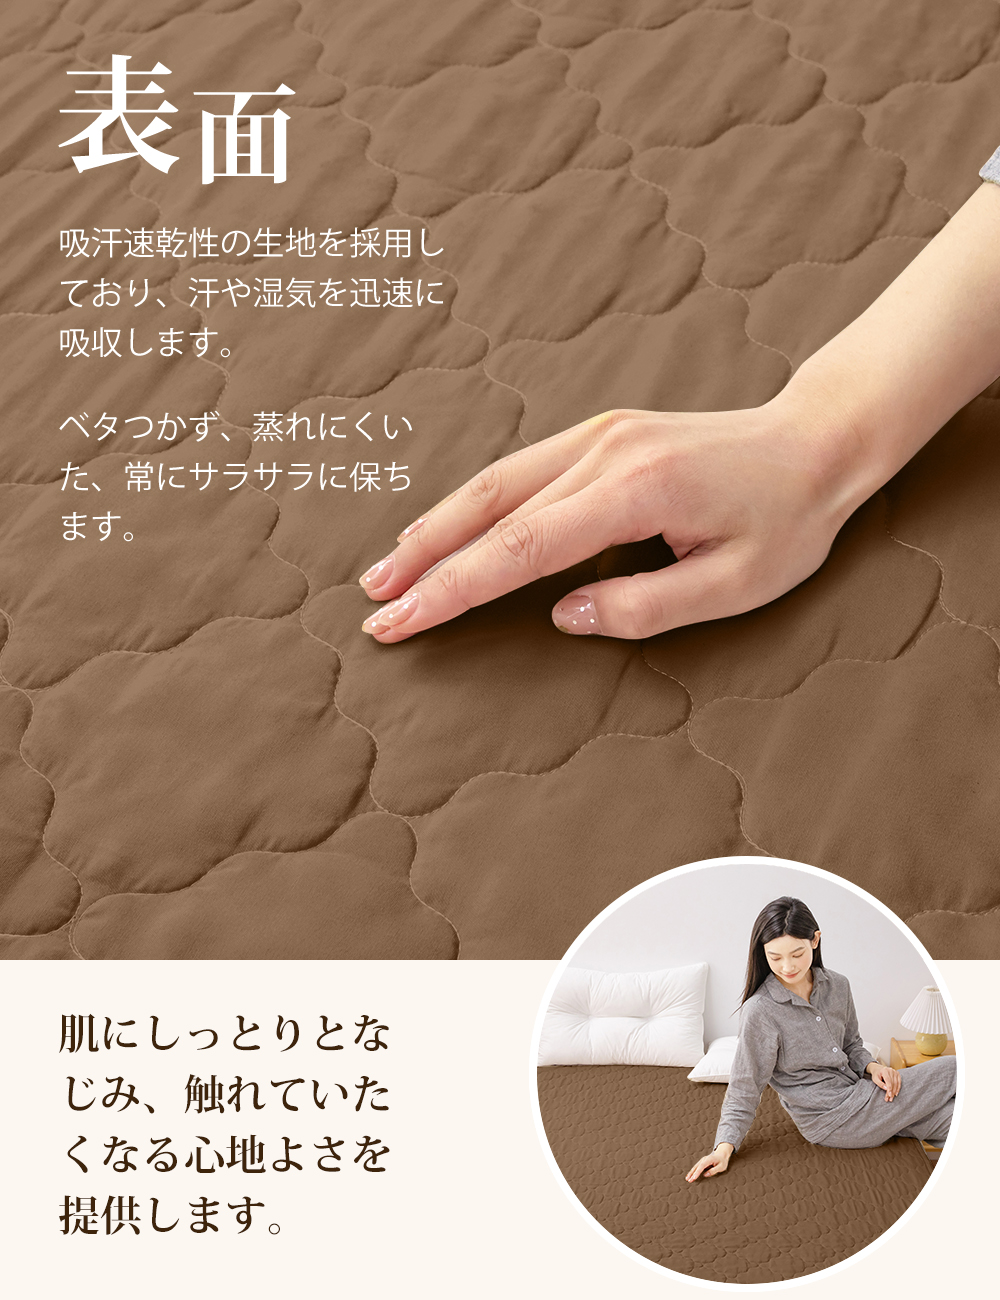 表面
吸汗速乾性の生地を採用し
ており、汗や湿気を迅速に
吸収します。
ベタつかず、蒸れにくい
た、常にサラサラに保ち
ます。
肌にしっとりとな
じみ、触れていた
くなる心地よさを
提供します。